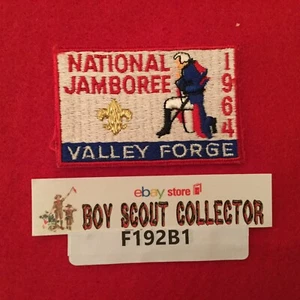 NATIONAL
JAMBOREE
1964
VALLEY FORGE
ebay store
BOY SCOUT COLLECTOR
F192B1